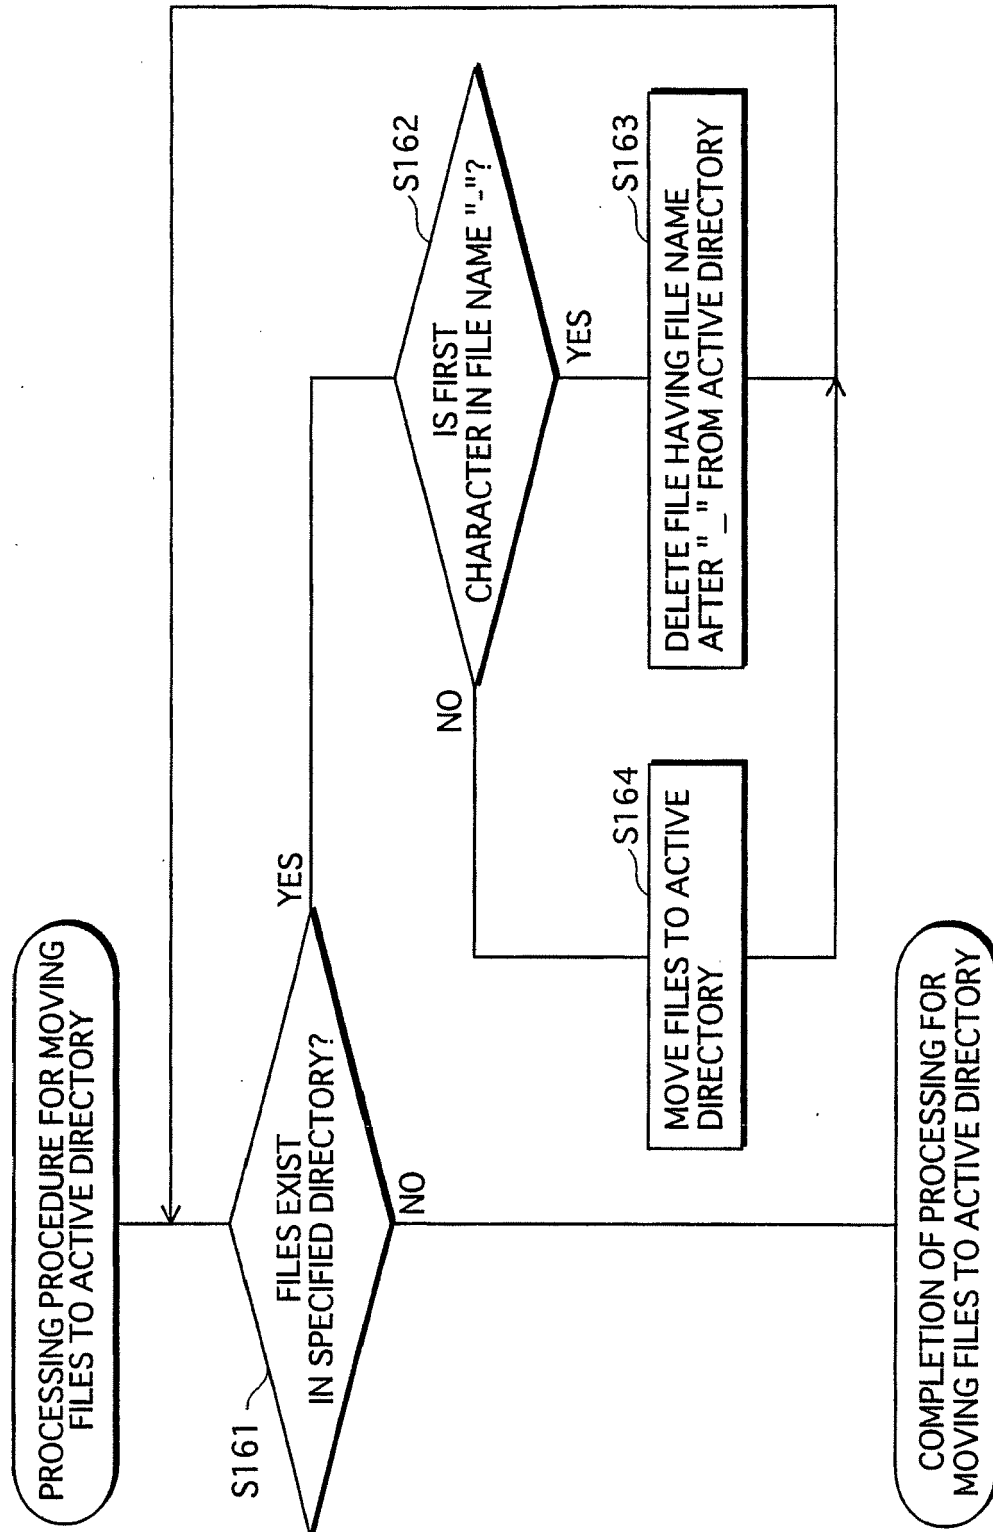 PROCESSING PROCEDURE FOR MOVING
FILES TO ACTIVE DIRECTORY
S161
FILES EXIST
IN SPECIFIED DIRECTORY?
YES
NO
S162
IS FIRST
CHARACTER IN FILE NAME "_"?
NO
YES
S164
MOVE FILES TO ACTIVE
DIRECTORY
S163
DELETE FILE HAVING FILE NAME
AFTER "_" FROM ACTIVE DIRECTORY
COMPLETION OF PROCESSING FOR
MOVING FILES TO ACTIVE DIRECTORY